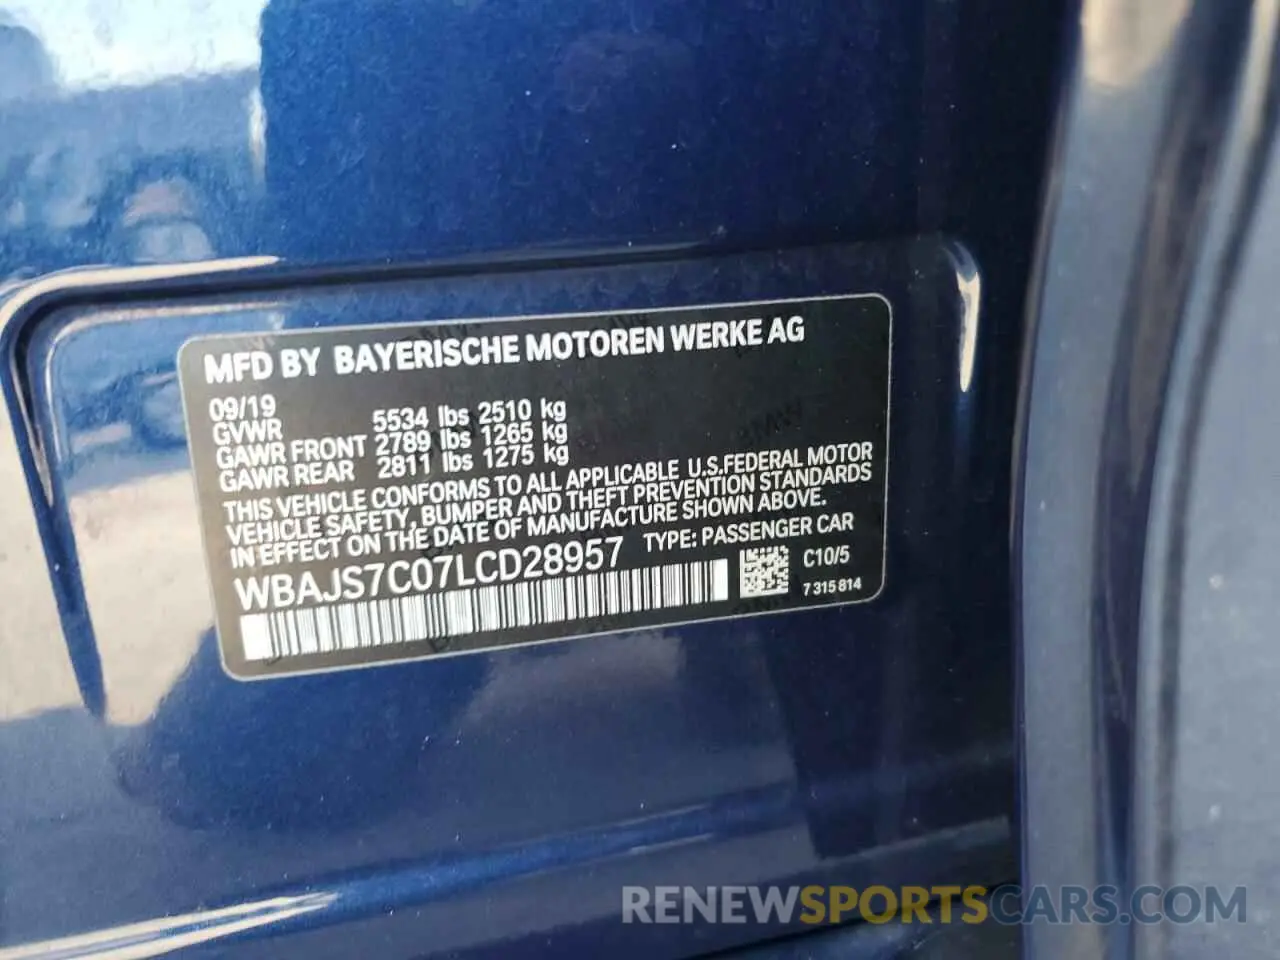 MFD BY BAYERISCHE MOTOREN WERKE AG
09/19
GVWR 5534 lbs 2510 kg
GAWR FRONT 2789 lbs 1265 kg
GAWR REAR 2811 lbs 1275 kg
THIS VEHICLE CONFORMS TO ALL APPLICABLE U.S.FEDERAL MOTOR
VEHICLE SAFETY, BUMPER AND THEFT PREVENTION STANDARDS
IN EFFECT ON THE DATE OF MANUFACTURE SHOWN ABOVE.
WBAJS7C07LCD28957 TYPE: PASSENGER CAR
C10/5
7 315 814
RENEWSPORTSCARS.COM